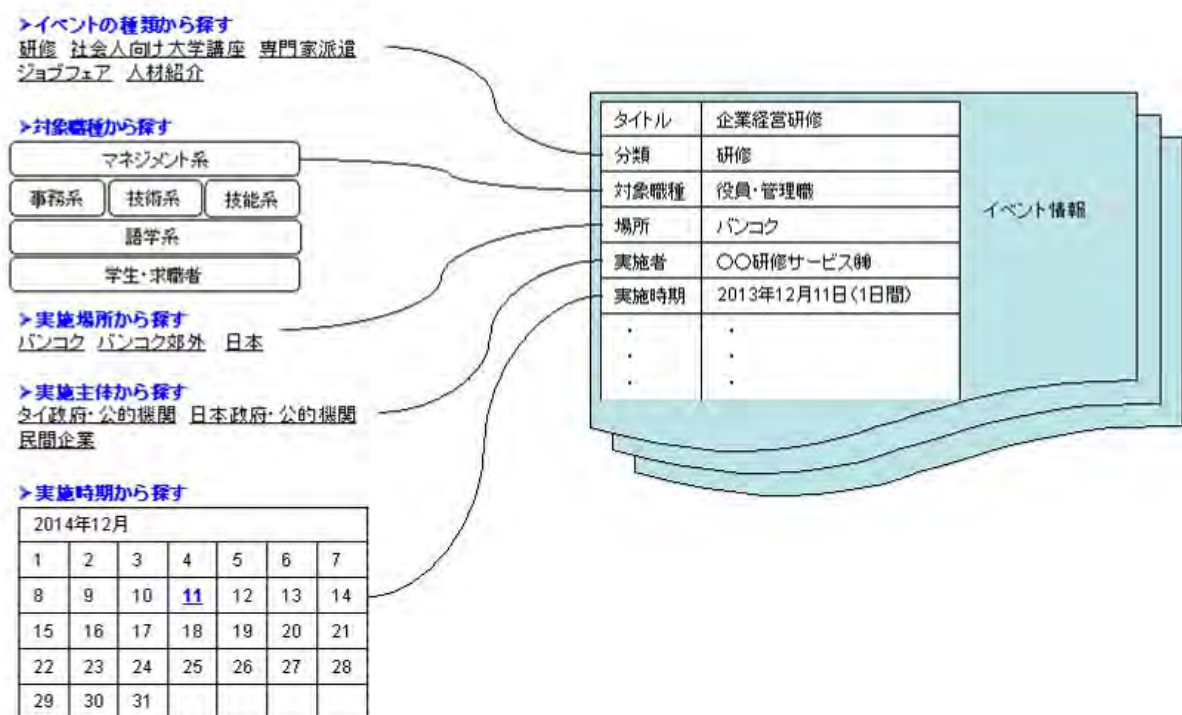 ➢イベントの種類から探す
研修 社会人向け大学講座 専門家派遣
ジョブフェア 人材紹介
➢対象職種から探す
マネジメント系
事務系 技術系 技能系
語学系
学生・求職者
➢実施場所から探す
バンコク バンコク郊外 日本
➢実施主体から探す
タイ政府・公的機関 日本政府・公的機関
民間企業
➢実施時期から探す
2014年12月
1 2 3 4 5 6 7
8 9 10 11 12 13 14
15 16 17 18 19 20 21
22 23 24 25 26 27 28
29 30 31
タイトル 企業経営研修
分類 研修
対象職種 役員・管理職
場所 バンコク
実施者 〇〇研修サービス㈱
実施時期 2013年12月11日(1日間)
・ ・
・ ・
・ ・
イベント情報